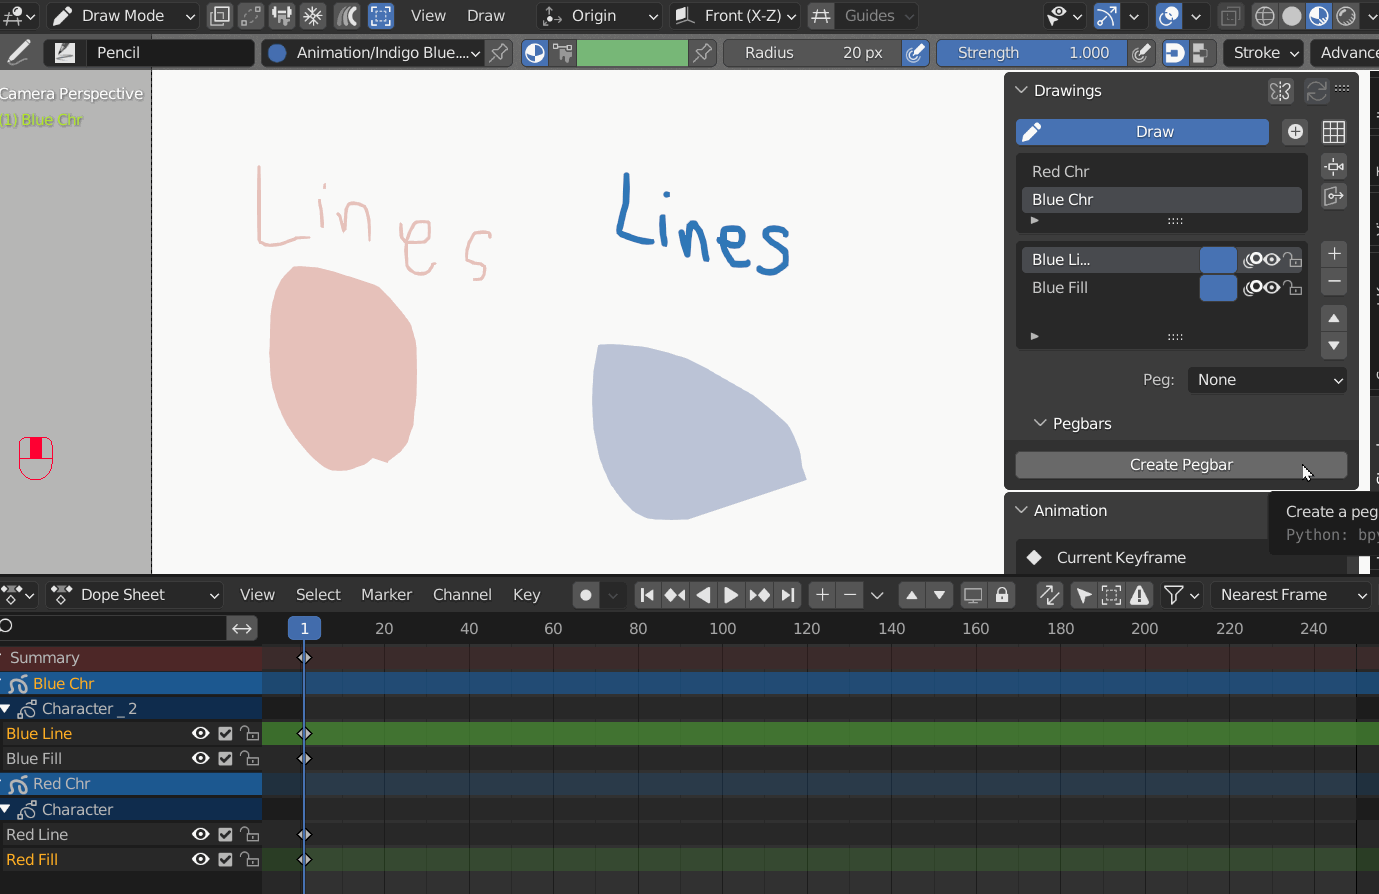 Draw Mode View Draw Origin Front (X-Z) Guides
Pencil Animation/Indigo Blue.... Radius 20 px Strength 1.000 Stroke Advance
Camera Perspective
(1) Blue Chr
Lines
Lines
Drawings
Draw
Red Chr
Blue Chr
Blue Li...
Blue Fill
Peg: None
Pegbars
Create Pegbar
Animation
Create a peg
Python: bpy
Current Keyframe
Dope Sheet View Select Marker Channel Key Nearest Frame
1 20 40 60 80 100 120 140 160 180 200 220 240
Summary
Blue Chr
Character _ 2
Blue Line
Blue Fill
Red Chr
Character
Red Line
Red Fill